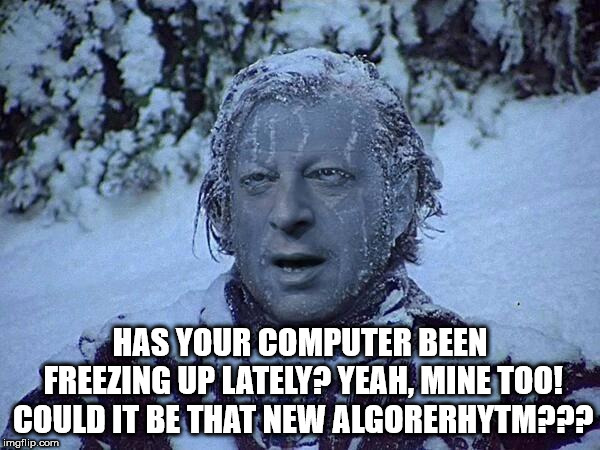 HAS YOUR COMPUTER BEEN
FREEZING UP LATELY? YEAH, MINE TOO!
COULD IT BE THAT NEW ALGORERHYTM???
imgflip.com